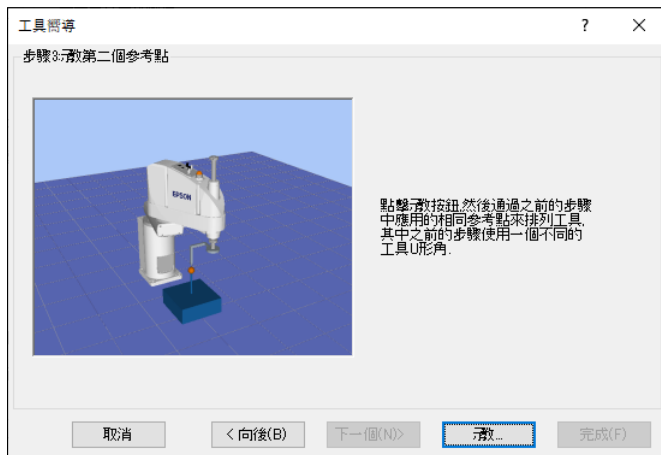 工具嚮導
步驟3:示教第二個參考點
EPSON
點擊示教按鈕,然後通過之前的步驟
中應用的相同參考點來排列工具,
其中之前的步驟使用一個不同的
工具U形角.
取消
< 向後(B)
下一個(N)>
示教...
完成(F)